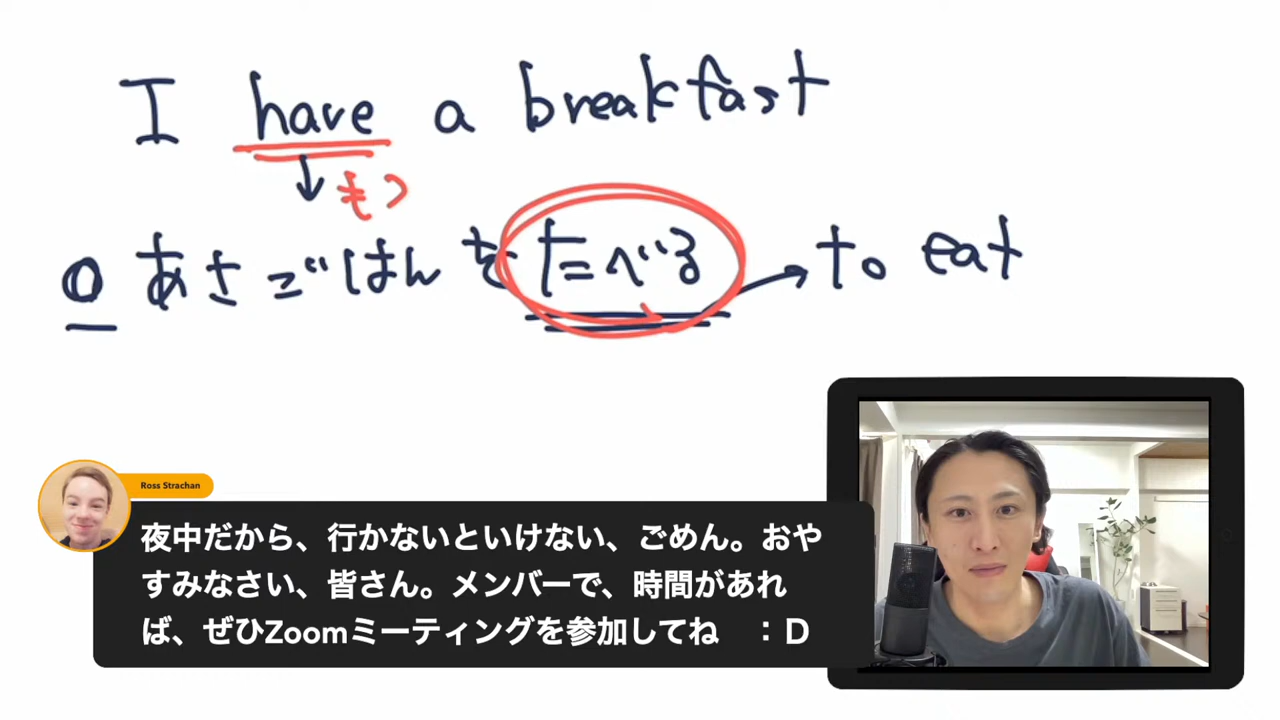 I have a breakfast
↓ もつ
O あさごはんをたべる → to eat
Ross Strachan
夜中だから、行かないといけない、ごめん。おや
すみなさい、皆さん。メンバーで、時間があれ
ば、ぜひZoomミーティングを参加してね　：D